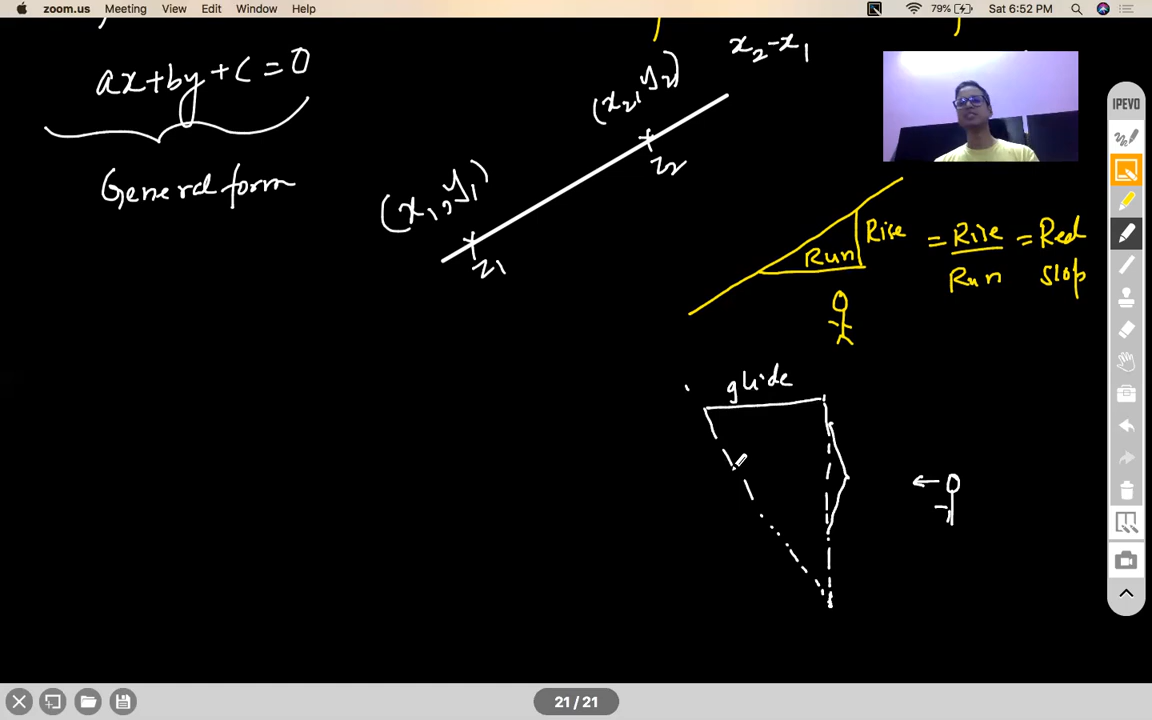 zoom.us Meeting View Edit Window Help 79% Sat 6:52 PM
ax+by+c=0
General form
x₂-x₁
(x₂,y₂)
z₂
(x₁,y₁)
z₁
IPEVO
Run Rise = Rise/Run = Real slop
glide
21 / 21